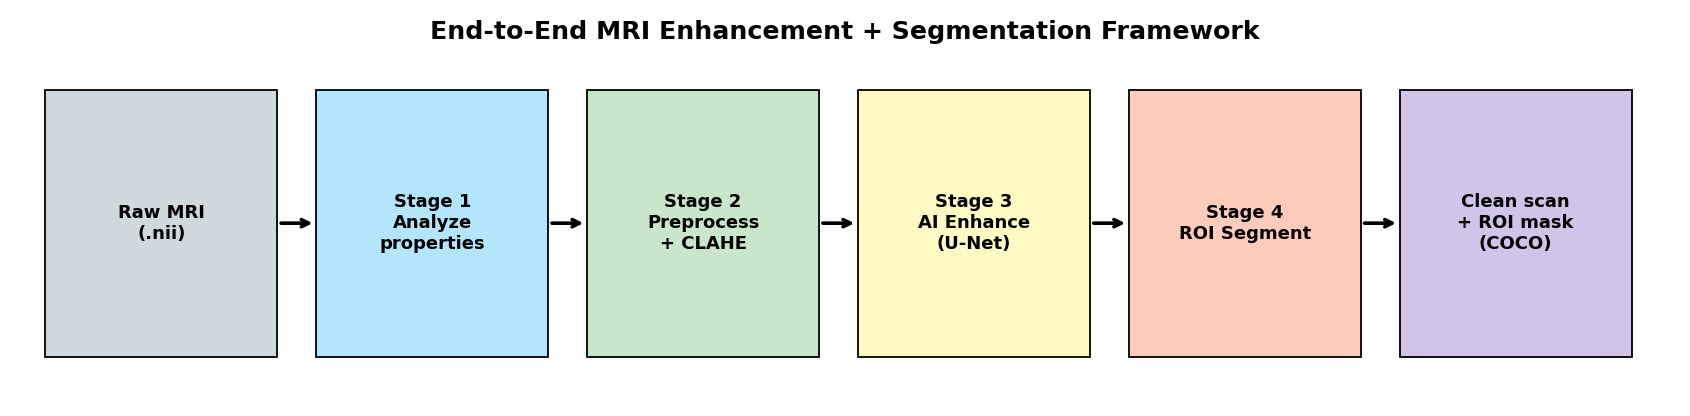 End-to-End MRI Enhancement + Segmentation Framework
Raw MRI
(.nii)
Stage 1
Analyze
properties
Stage 2
Preprocess
+ CLAHE
Stage 3
AI Enhance
(U-Net)
Stage 4
ROI Segment
Clean scan
+ ROI mask
(COCO)